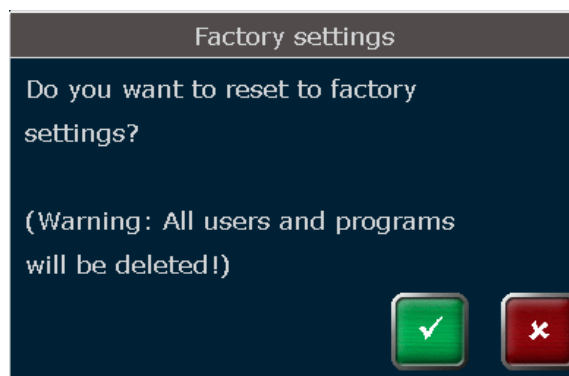 Factory settings
Do you want to reset to factory
settings?
(Warning: All users and programs
will be deleted!)